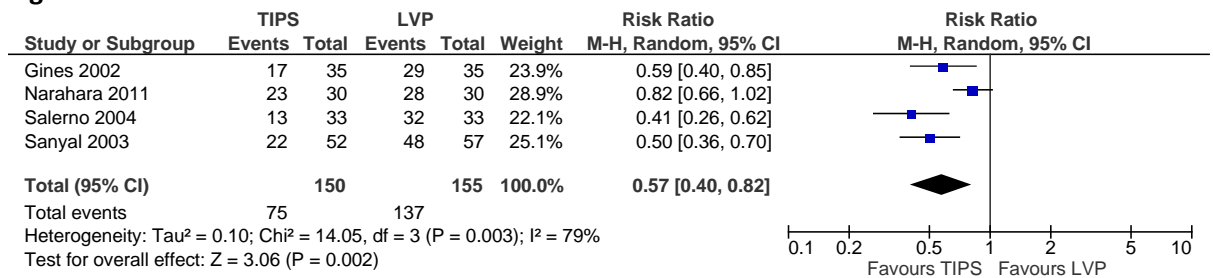 TIPS LVP Risk Ratio Risk Ratio
Study or Subgroup Events Total Events Total Weight M-H, Random, 95% CI M-H, Random, 95% CI
Gines 2002 17 35 29 35 23.9% 0.59 [0.40, 0.85]
Narahara 2011 23 30 28 30 28.9% 0.82 [0.66, 1.02]
Salerno 2004 13 33 32 33 22.1% 0.41 [0.26, 0.62]
Sanyal 2003 22 52 48 57 25.1% 0.50 [0.36, 0.70]
Total (95% CI) 150 155 100.0% 0.57 [0.40, 0.82]
Total events 75 137
Heterogeneity: Tau² = 0.10; Chi² = 14.05, df = 3 (P = 0.003); I² = 79%
Test for overall effect: Z = 3.06 (P = 0.002)
0.1 0.2 0.5 1 2 5 10
Favours TIPS Favours LVP